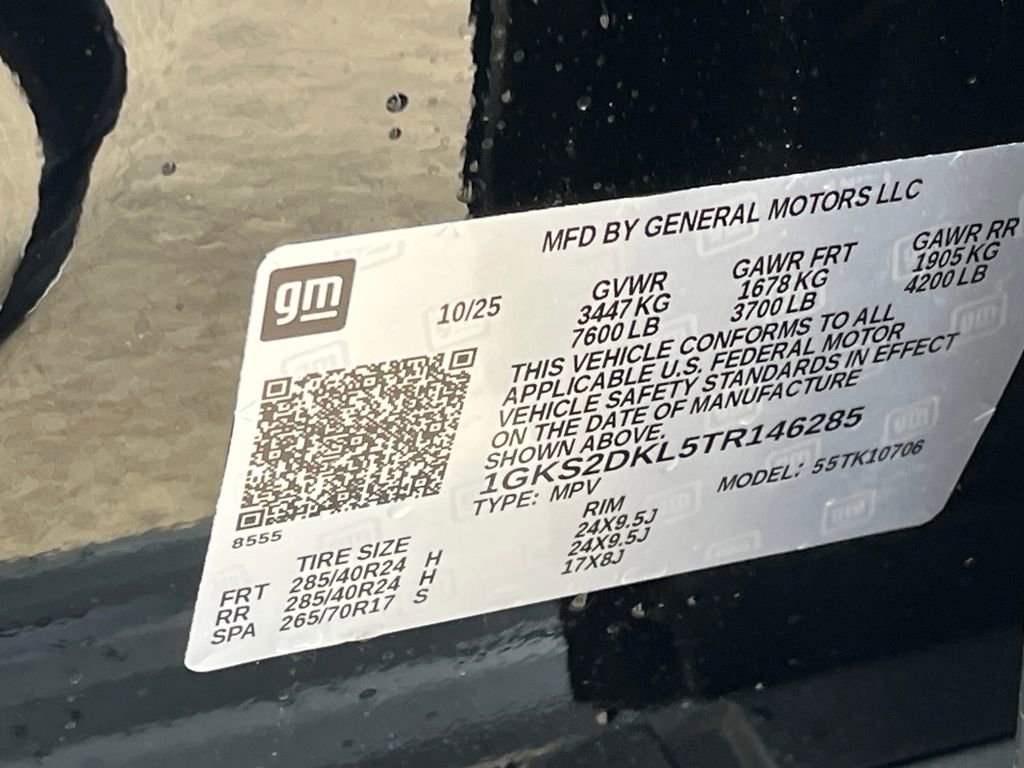 MFD BY GENERAL MOTORS LLC
gm
10/25
GVWR GAWR FRT GAWR RR
3447 KG 1678 KG 1905 KG
7600 LB 3700 LB 4200 LB
THIS VEHICLE CONFORMS TO ALL
APPLICABLE U.S. FEDERAL MOTOR
VEHICLE SAFETY STANDARDS IN EFFECT
ON THE DATE OF MANUFACTURE
SHOWN ABOVE.
1GKS2DKL5TR146285
TYPE: MPV MODEL: 55TK10706
8555
TIRE SIZE RIM
FRT 285/40R24 H 24X9.5J
RR 285/40R24 H 24X9.5J
SPA 265/70R17 S 17X8J